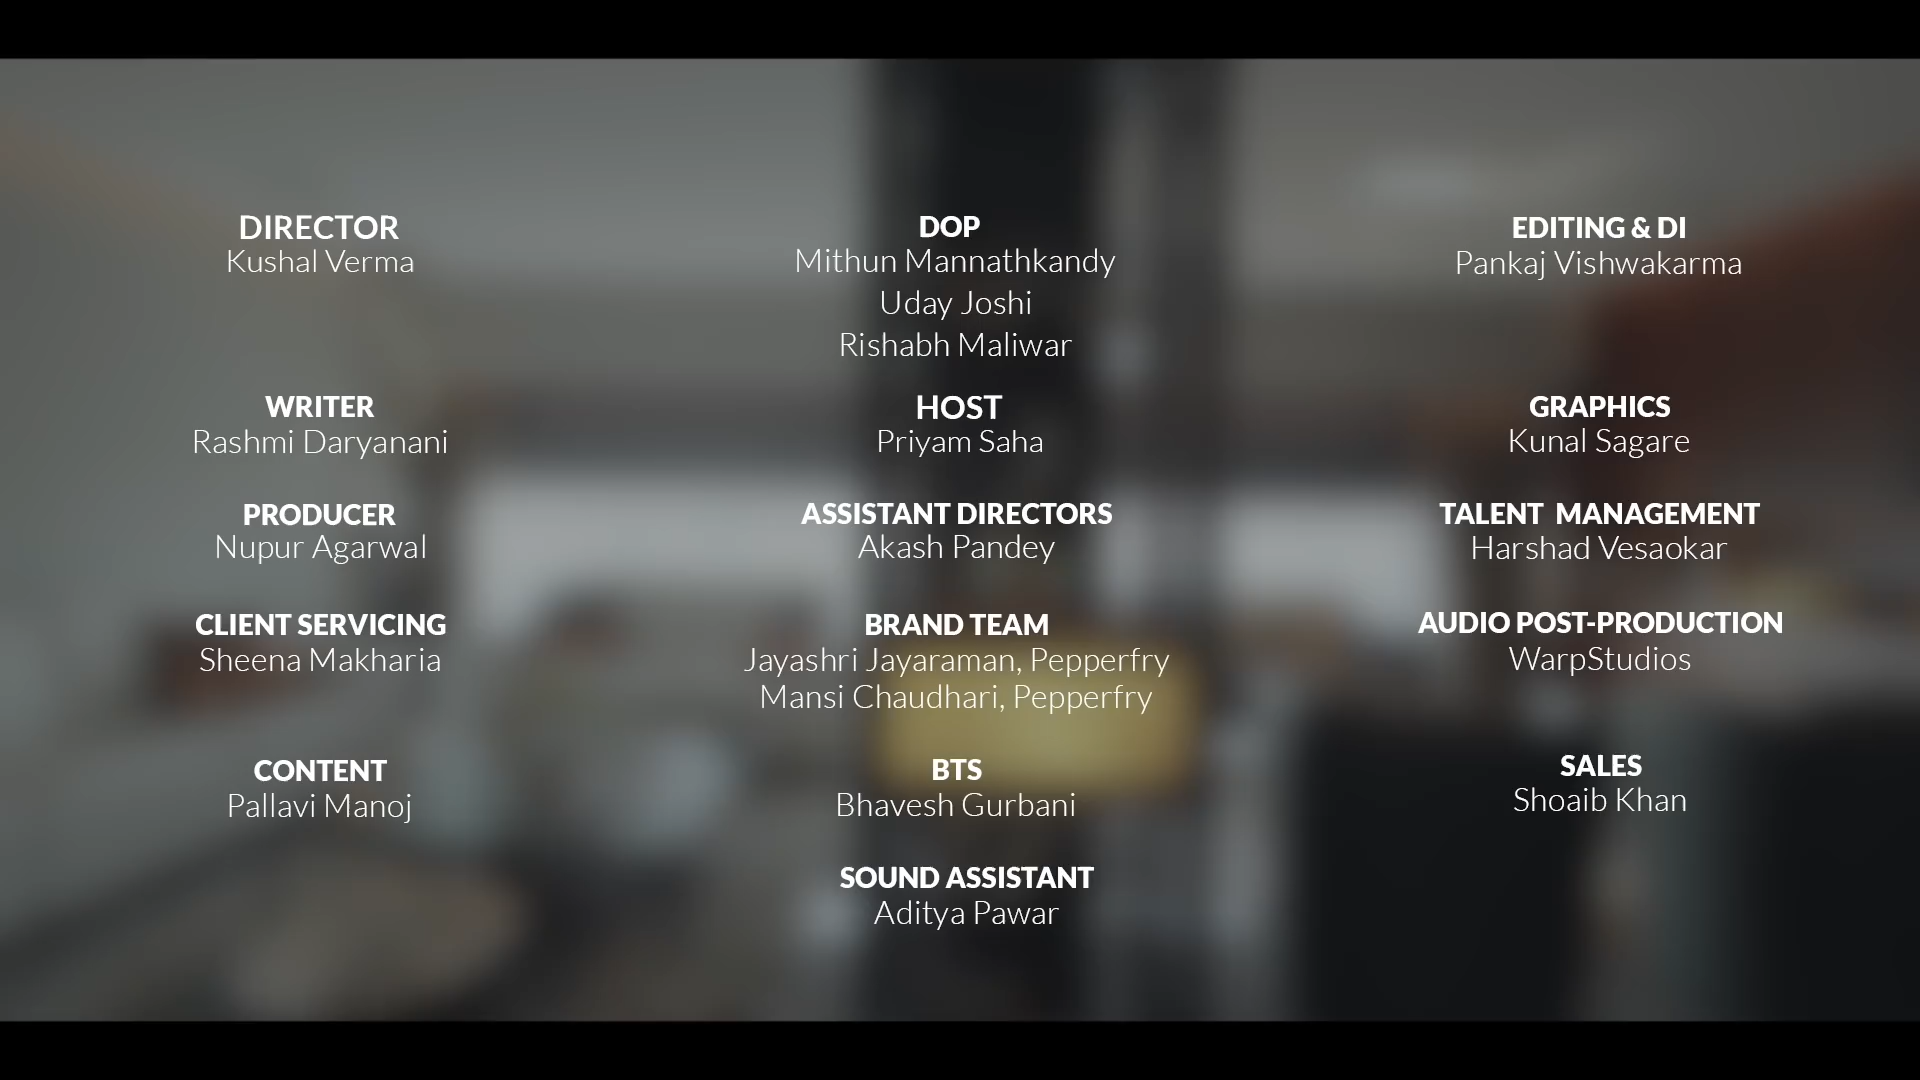 DIRECTOR
Kushal Verma
DOP
Mithun Mannathkandy
Uday Joshi
Rishabh Maliwar
EDITING & DI
Pankaj Vishwakarma
WRITER
Rashmi Daryanani
HOST
Priyam Saha
GRAPHICS
Kunal Sagare
PRODUCER
Nupur Agarwal
ASSISTANT DIRECTORS
Akash Pandey
TALENT MANAGEMENT
Harshad Vesaokar
CLIENT SERVICING
Sheena Makharia
BRAND TEAM
Jayashri Jayaraman, Pepperfry
Mansi Chaudhari, Pepperfry
AUDIO POST-PRODUCTION
WarpStudios
CONTENT
Pallavi Manoj
BTS
Bhavesh Gurbani
SALES
Shoaib Khan
SOUND ASSISTANT
Aditya Pawar